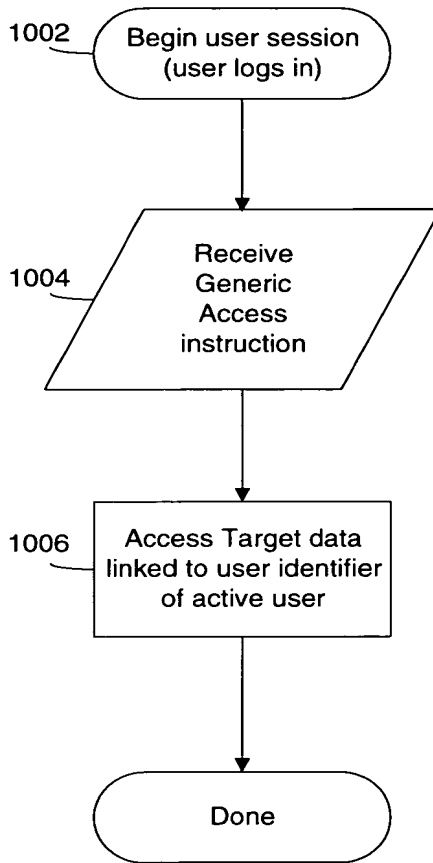 1002
Begin user session
(user logs in)
1004
Receive
Generic
Access
instruction
1006
Access Target data
linked to user identifier
of active user
Done